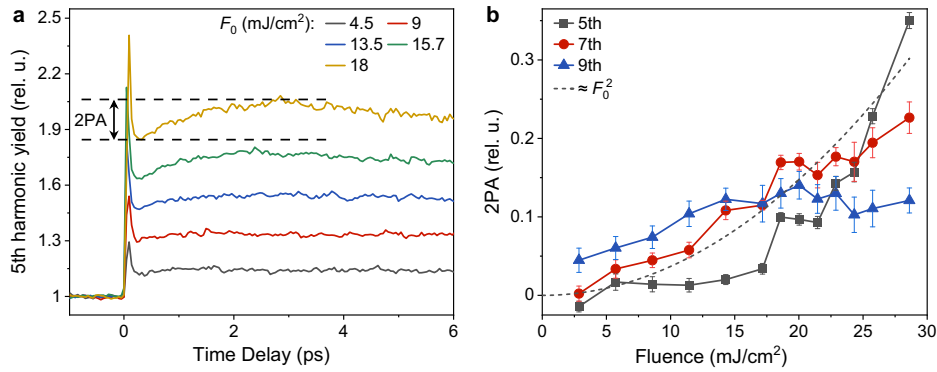 a
F₀ (mJ/cm²):
4.5
9
13.5
15.7
18
2PA
5th harmonic yield (rel. u.)
2.5
2.2
1.9
1.6
1.3
1
0
2
4
6
Time Delay (ps)
b
5th
7th
9th
≈ F₀²
2PA (rel. u.)
0.3
0.2
0.1
0
0
5
10
15
20
25
30
Fluence (mJ/cm²)